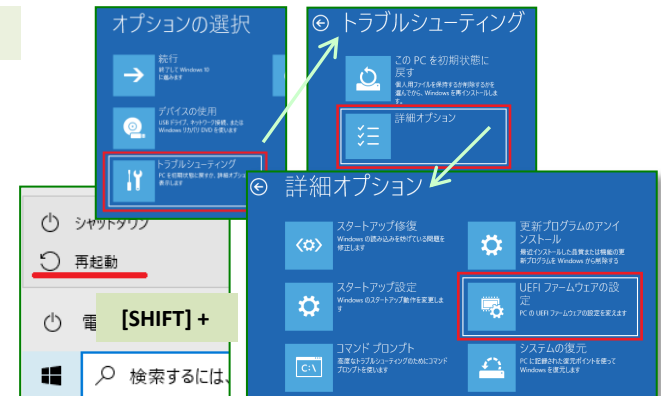 オプションの選択
続行
終了して Windows 10
に進みます
デバイスの使用
USB ドライブ、ネットワーク接続、または
Windows リカバリ DVD を使います
トラブルシューティング
PC を初期状態に戻すか、詳細オプション
表示します
トラブルシューティング
この PC を初期状態に
戻す
個人用ファイルを保持するか削除するかを
選んでから、Windows を再インストールしま
す。
詳細オプション
シャットダウン
再起動
電
[SHIFT] +
検索するには、
詳細オプション
スタートアップ修復
Windows の読み込みを妨げている問題を
修正します
スタートアップ設定
Windows のスタートアップ動作を変更しま
す
コマンド プロンプト
高度なトラブルシューティングのためにコマンド
プロンプトを使います
C:\
更新プログラムのアンイ
ンストール
最近インストールした品質または機能の更
新プログラムを Windows から削除する
UEFI ファームウェアの設
定
PC の UEFI ファームウェアの設定を変えます
システムの復元
PC に記録された復元ポイントを使って
Windows を復元します